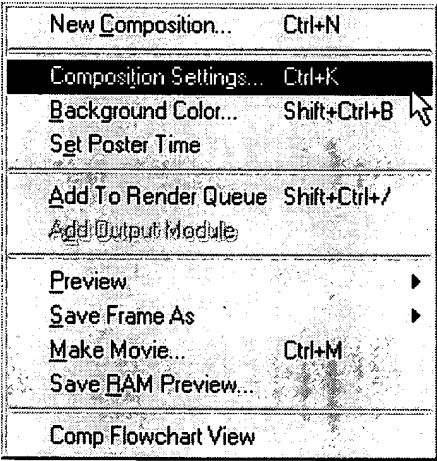 New Composition... Ctrl+N
Composition Settings... Ctrl+K
Background Color... Shift+Ctrl+B
Set Poster Time
Add To Render Queue Shift+Ctrl+/
Add Output Module
Preview
Save Frame As
Make Movie... Ctrl+M
Save RAM Preview...
Comp Flowchart View